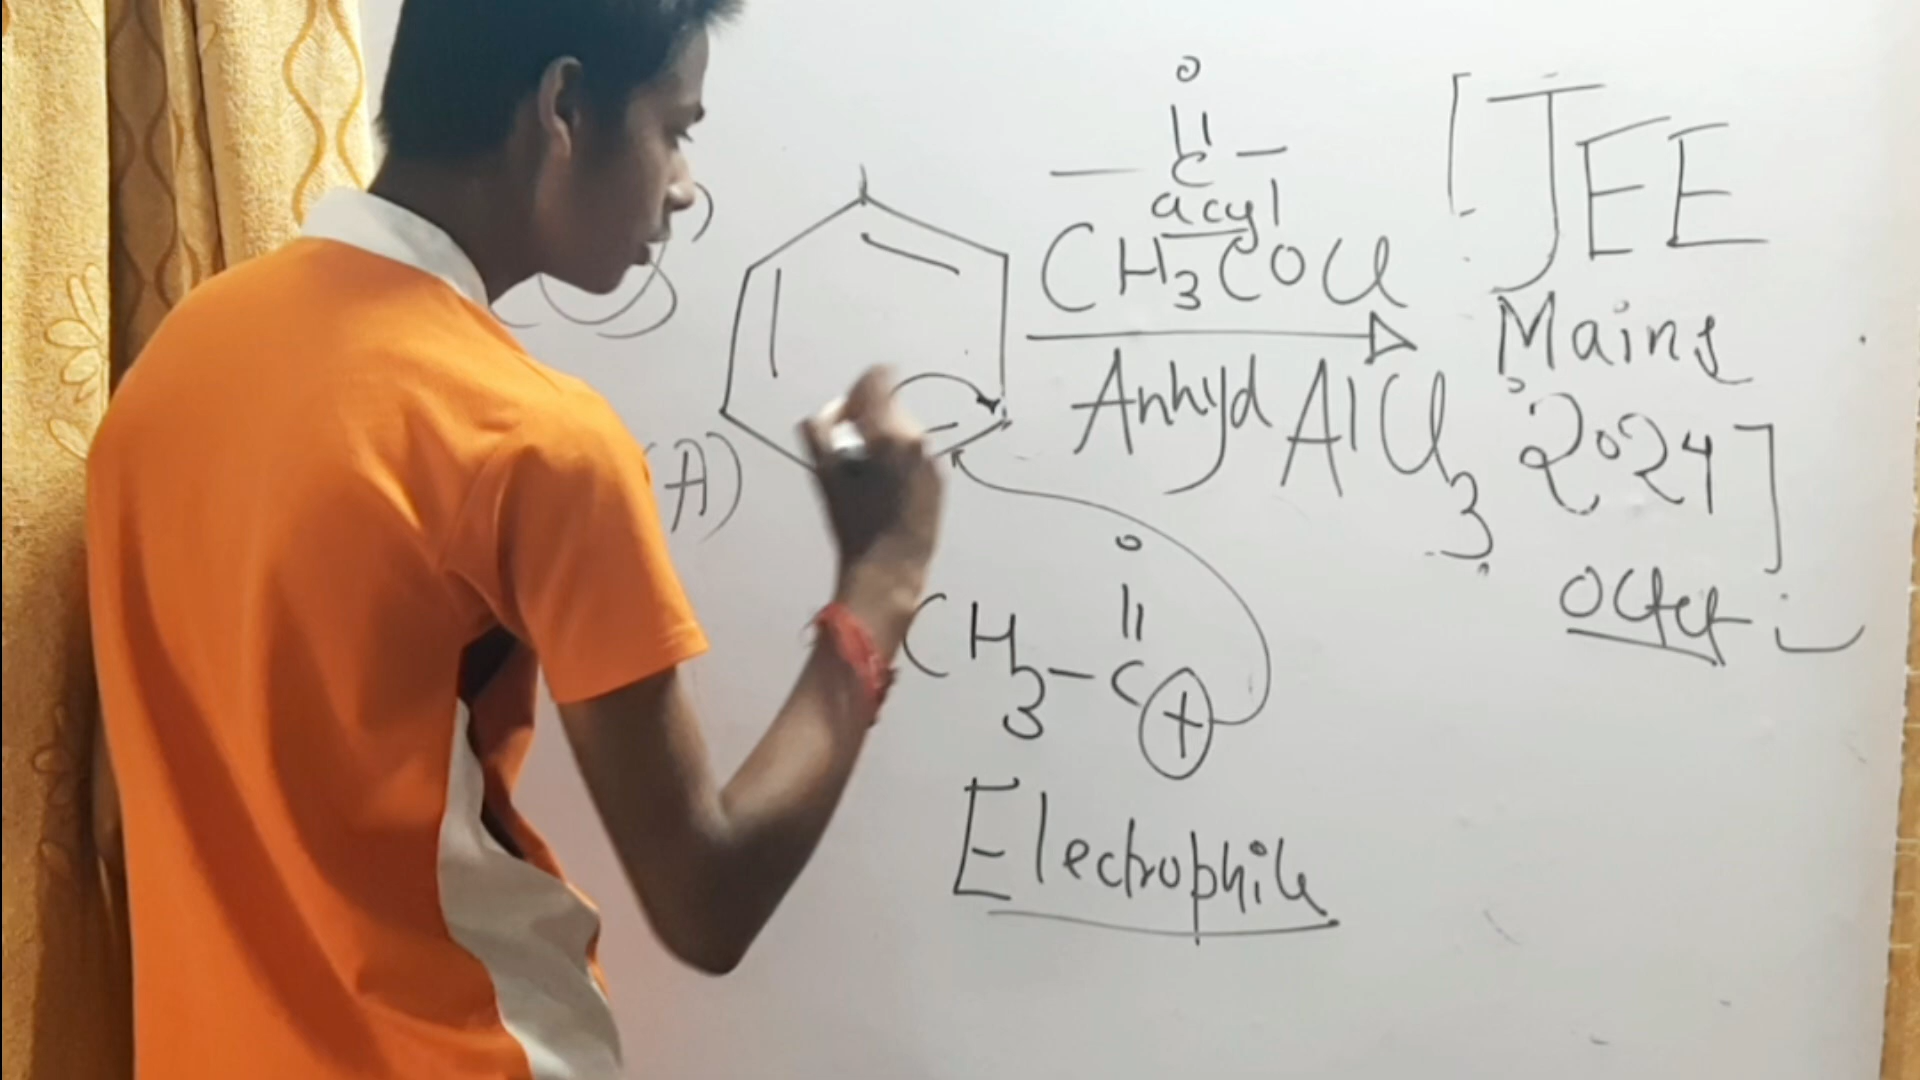 O
||
— C —
acyl
CH3COCl
Anhyd AlCl3
[JEE
Mains
2024]
Octet :
(A)
O
||
CH3–C+
Electrophile